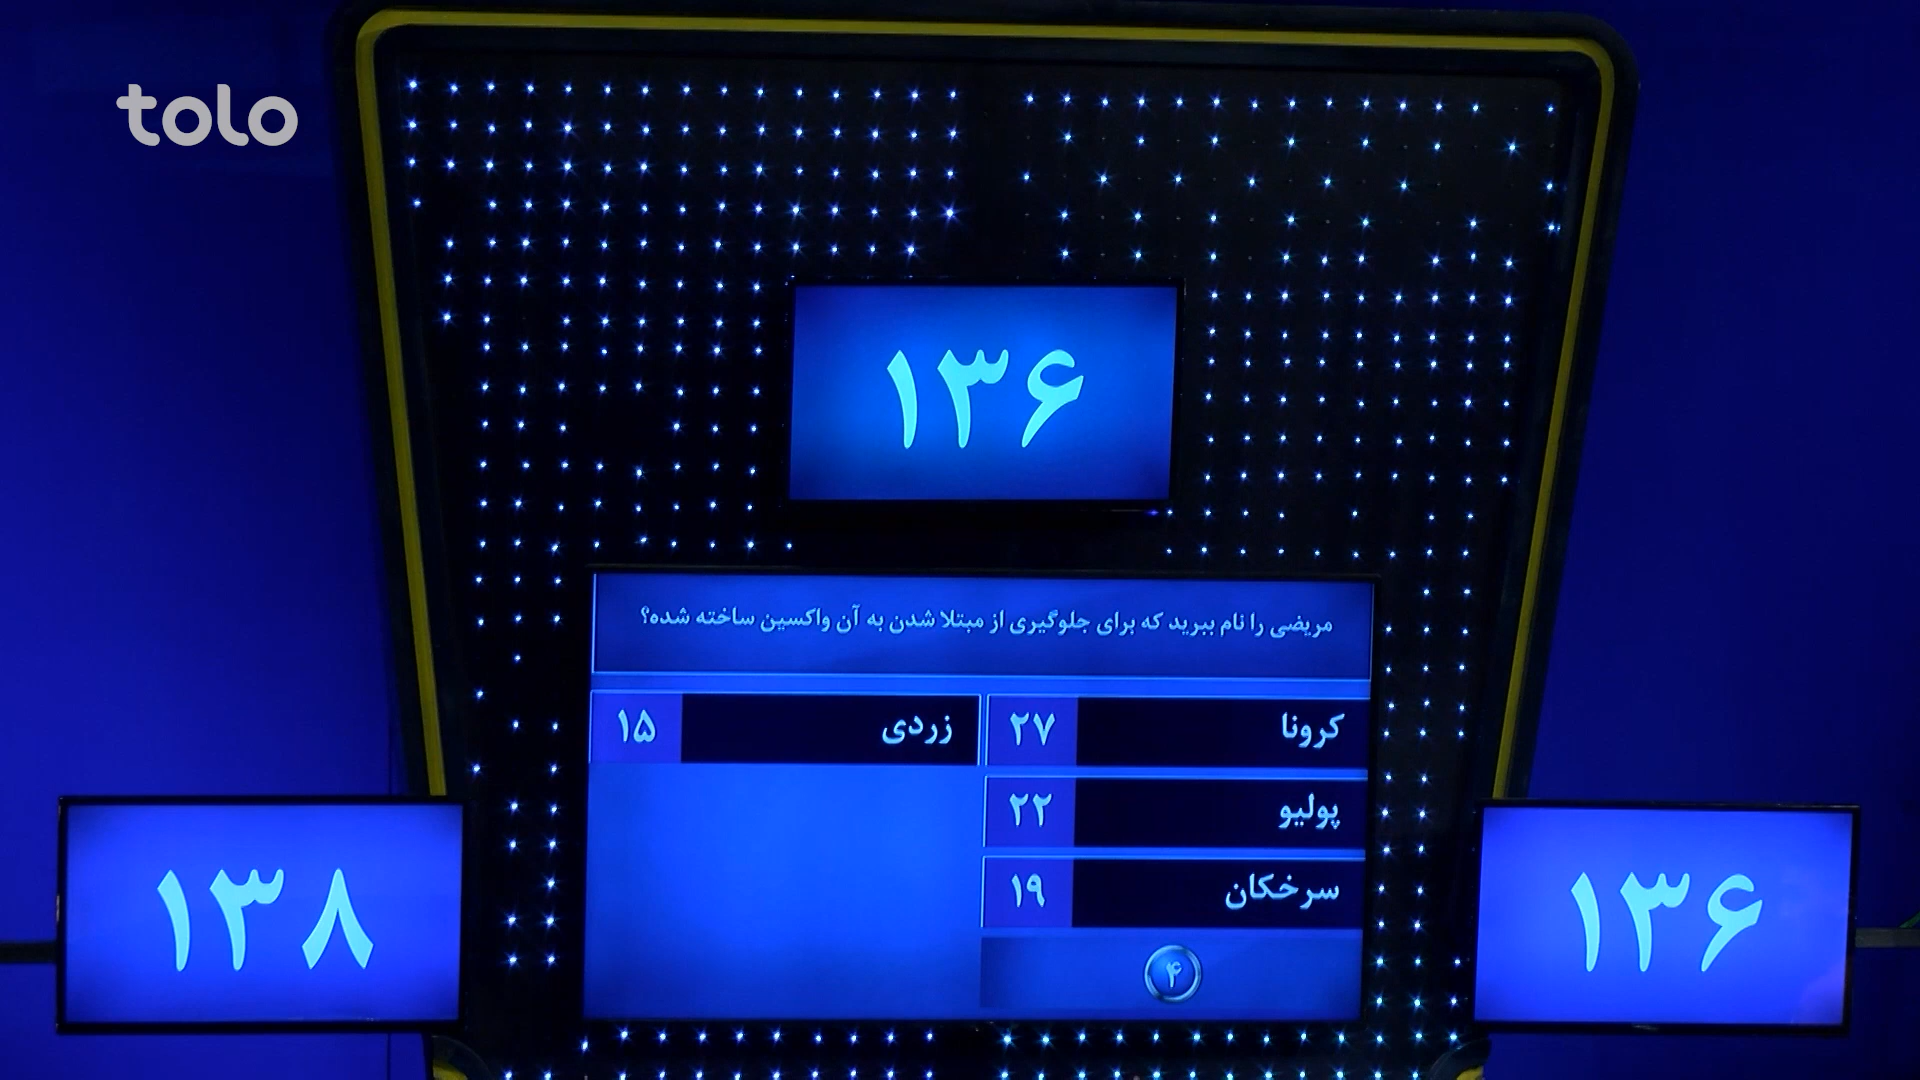 tolo
۱۳۶
مریضی را نام ببرید که برای جلوگیری از مبتلا شدن به آن واکسین ساخته شده؟
کرونا ۲۷
پولیو ۲۲
سرخکان ۱۹
۴
زردی ۱۵
۱۳۸
۱۳۶